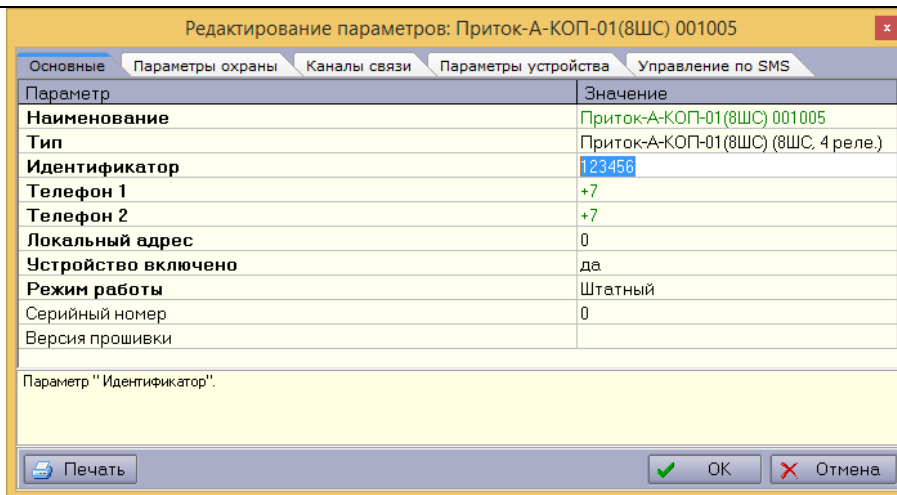 Редактирование параметров: Приток-А-КОП-01(8ШС) 001005
x
Основные Параметры охраны Каналы связи Параметры устройства Управление по SMS
Параметр Значение
Наименование Приток-А-КОП-01(8ШС) 001005
Тип Приток-А-КОП-01(8ШС) (8ШС, 4 реле.)
Идентификатор 123456
Телефон 1 +7
Телефон 2 +7
Локальный адрес 0
Устройство включено да
Режим работы Штатный
Серийный номер 0
Версия прошивки
Параметр " Идентификатор".
Печать OK Отмена